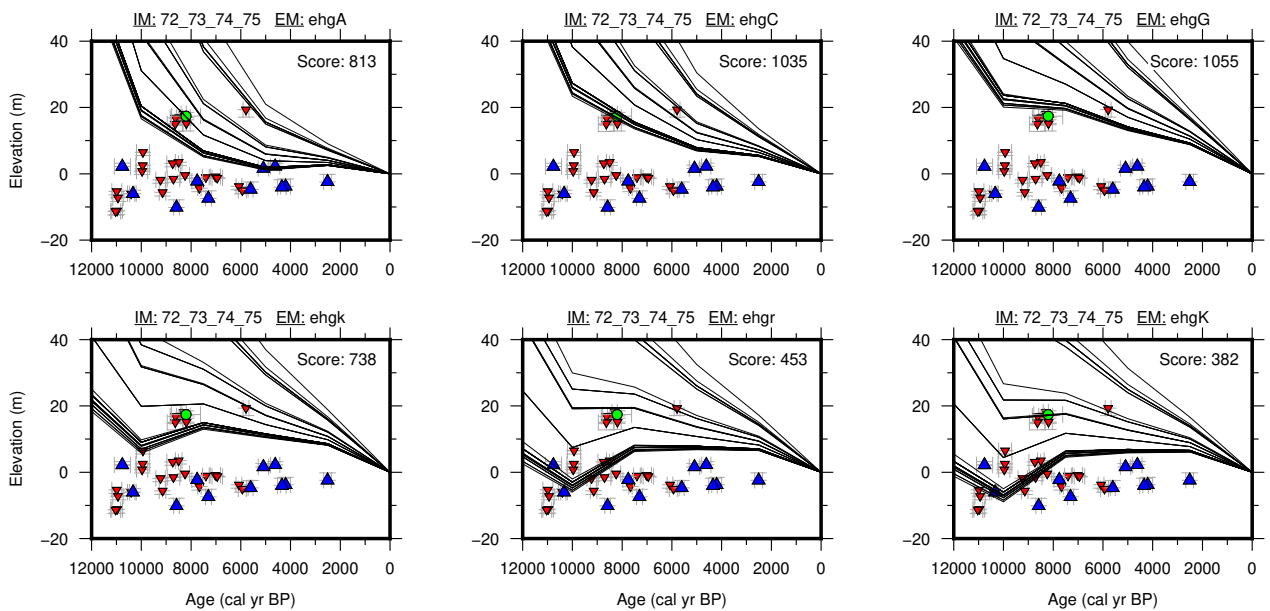 IM: 72_73_74_75 EM: ehgA
IM: 72_73_74_75 EM: ehgC
IM: 72_73_74_75 EM: ehgG
40
20
0
−20
Elevation (m)
Score: 813
12000 10000 8000 6000 4000 2000 0
40
20
0
−20
Score: 1035
12000 10000 8000 6000 4000 2000 0
40
20
0
−20
Score: 1055
12000 10000 8000 6000 4000 2000 0
IM: 72_73_74_75 EM: ehgk
IM: 72_73_74_75 EM: ehgr
IM: 72_73_74_75 EM: ehgK
40
20
0
−20
Elevation (m)
Score: 738
12000 10000 8000 6000 4000 2000 0
Age (cal yr BP)
40
20
0
−20
Score: 453
12000 10000 8000 6000 4000 2000 0
Age (cal yr BP)
40
20
0
−20
Score: 382
12000 10000 8000 6000 4000 2000 0
Age (cal yr BP)